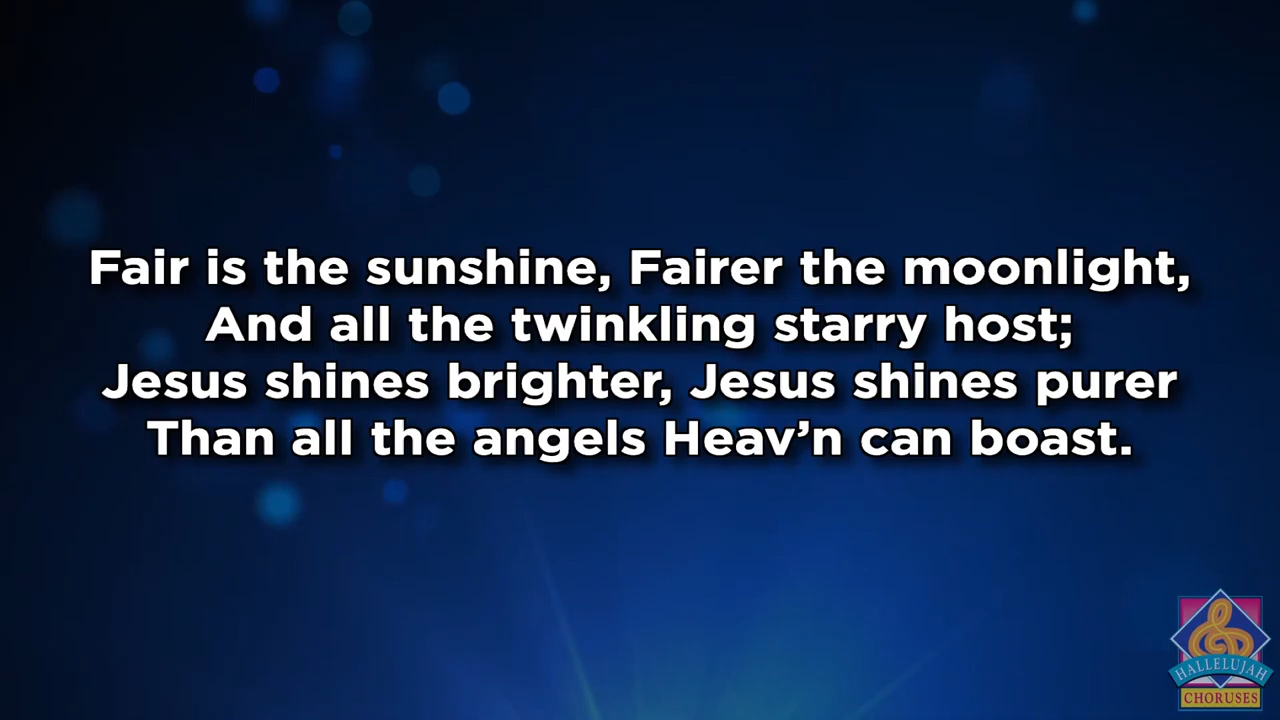 Fair is the sunshine, Fairer the moonlight,
And all the twinkling starry host;
Jesus shines brighter, Jesus shines purer
Than all the angels Heav’n can boast.
HALLELUJAH
CHORUSES